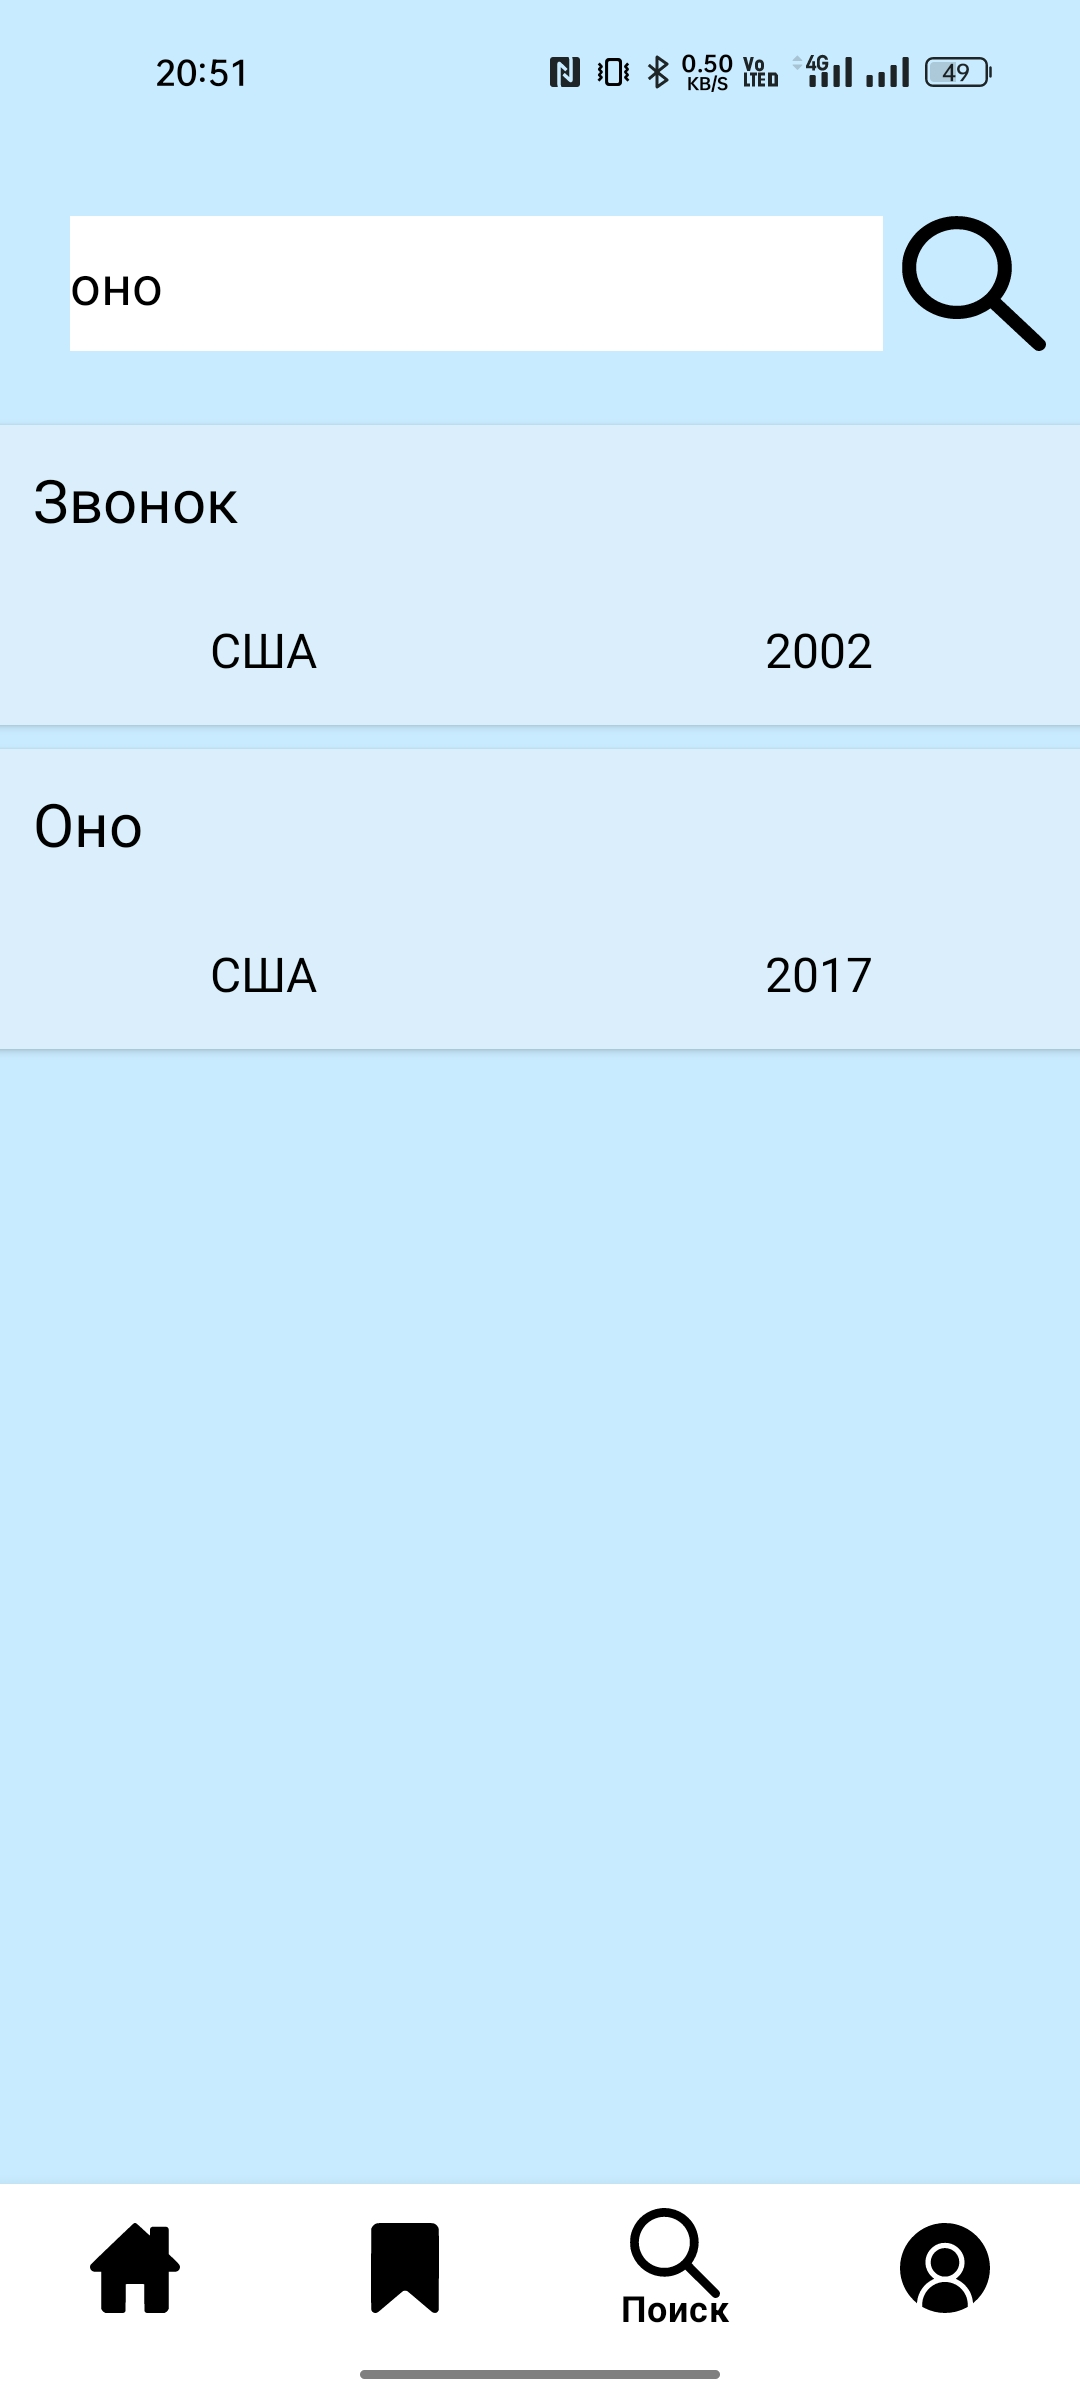 20:51 0.50 KB/S Vo LTE 4G 49
оно
Звонок
США 2002
Оно
США 2017
Поиск